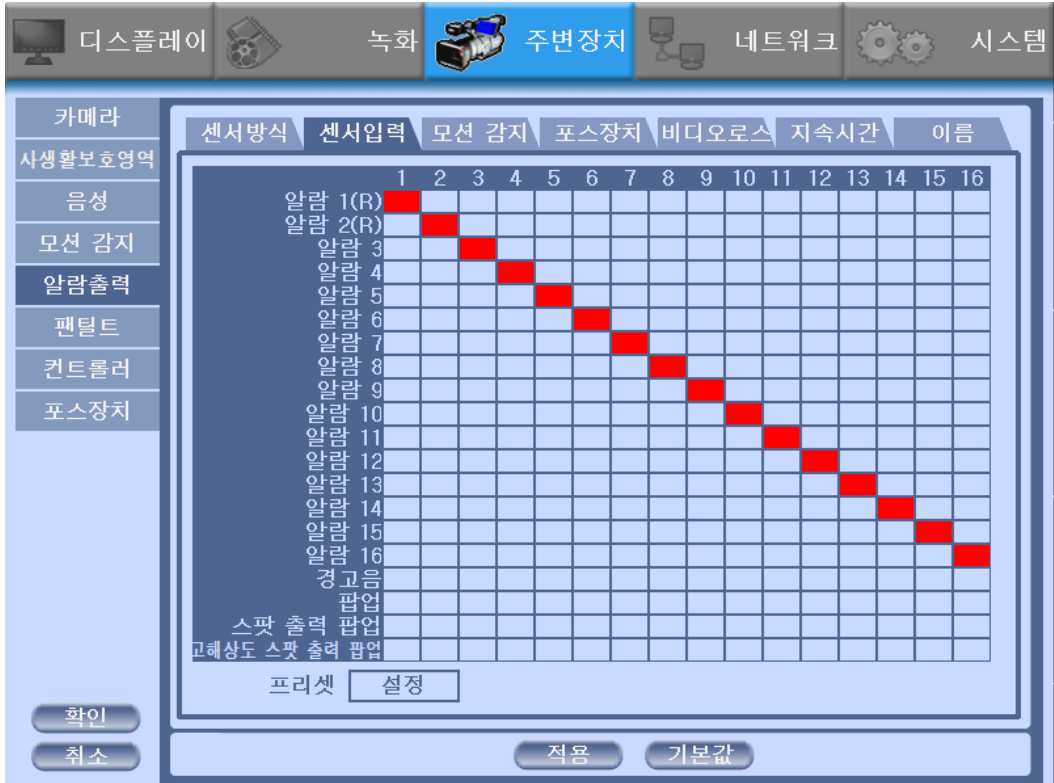 디스플레이 녹화 주변장치 네트워크 시스템
카메라
사생활보호영역
음성
모션 감지
알람출력
팬틸트
컨트롤러
포스장치
확인
취소
센서방식 센서입력 모션 감지 포스장치 비디오로스 지속시간 이름
1 2 3 4 5 6 7 8 9 10 11 12 13 14 15 16
알람 1(R)
알람 2(R)
알람 3
알람 4
알람 5
알람 6
알람 7
알람 8
알람 9
알람 10
알람 11
알람 12
알람 13
알람 14
알람 15
알람 16
경고음
팝업
스팟 출력 팝업
고해상도 스팟 출력 팝업
프리셋 설정
적용 기본값